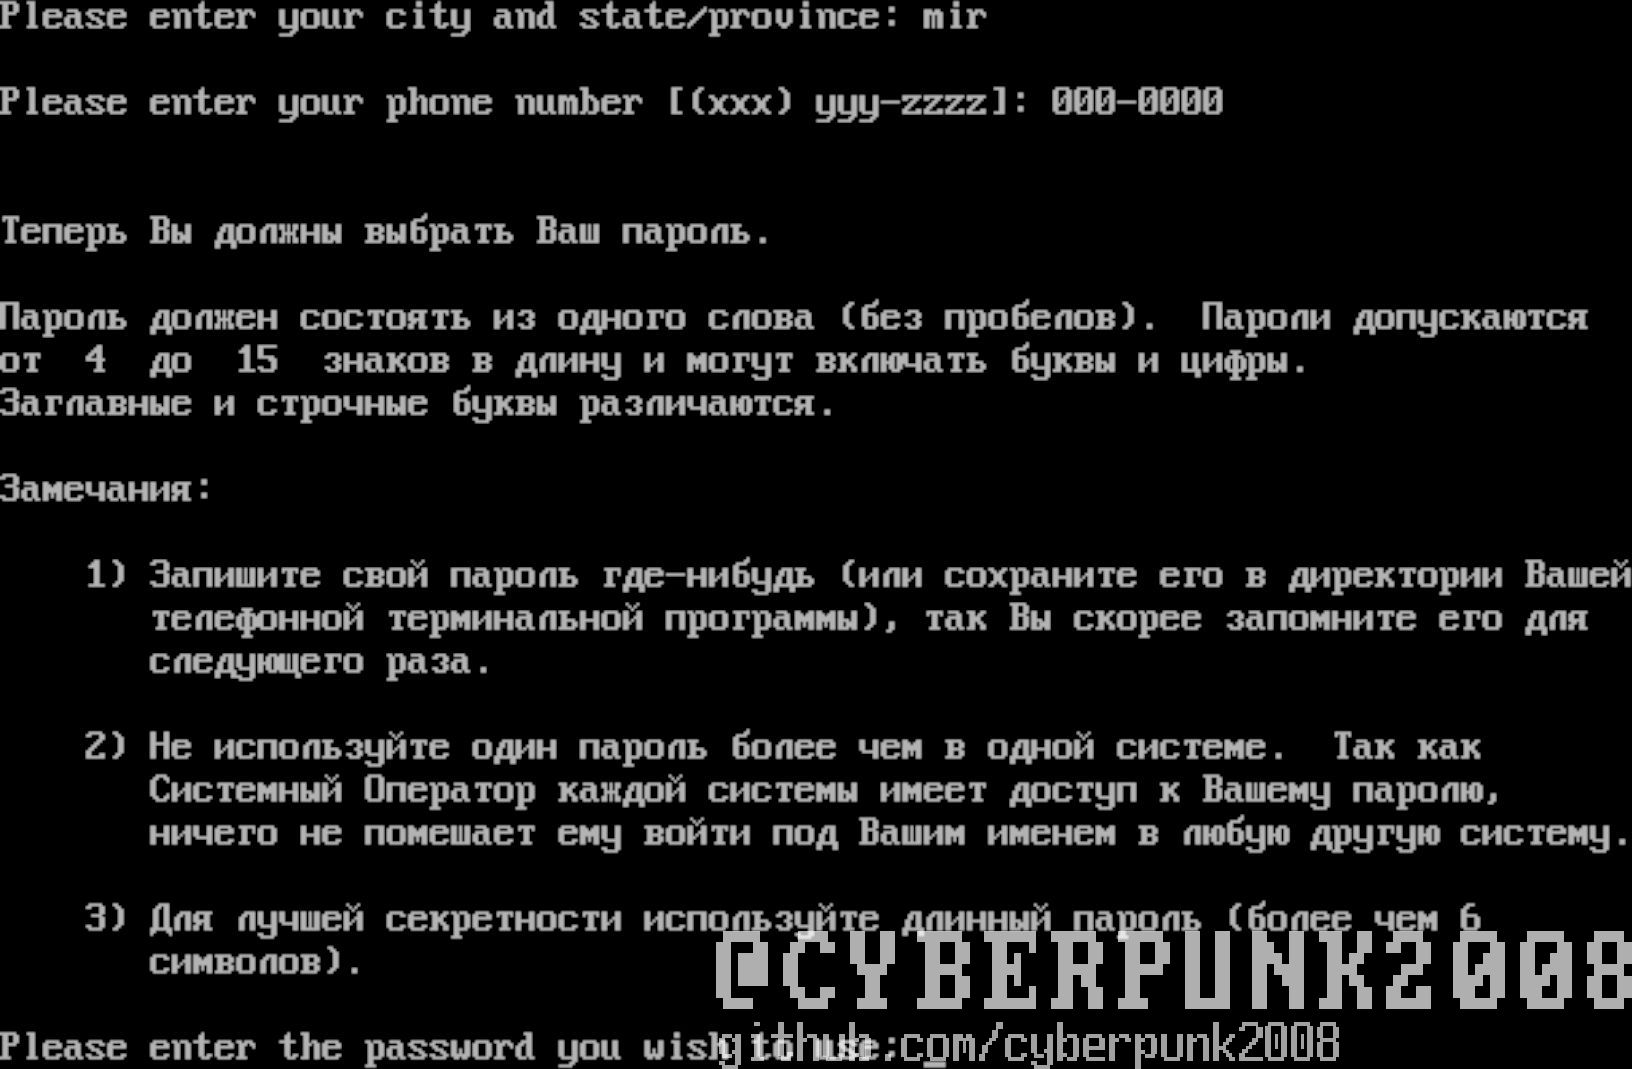 Please enter your city and state/province: mir
Please enter your phone number [(xxx) yyy-zzzz]: 000-0000
Теперь Вы должны выбрать Ваш пароль.
Пароль должен состоять из одного слова (без пробелов).  Пароли допускаются
от  4  до  15  знаков в длину и могут включать буквы и цифры.
Заглавные и строчные буквы различаются.
Замечания:
1) Запишите свой пароль где-нибудь (или сохраните его в директории Вашей
телефонной терминальной программы), так Вы скорее запомните его для
следующего раза.
2) Не используйте один пароль более чем в одной системе.  Так как
Системный Оператор каждой системы имеет доступ к Вашему паролю,
ничего не помешает ему войти под Вашим именем в любую другую систему.
3) Для лучшей секретности используйте длинный пароль (более чем 6
символов).
@CYBERPUNK2008
Please enter the password you wish to use:
github.com/cyberpunk2008